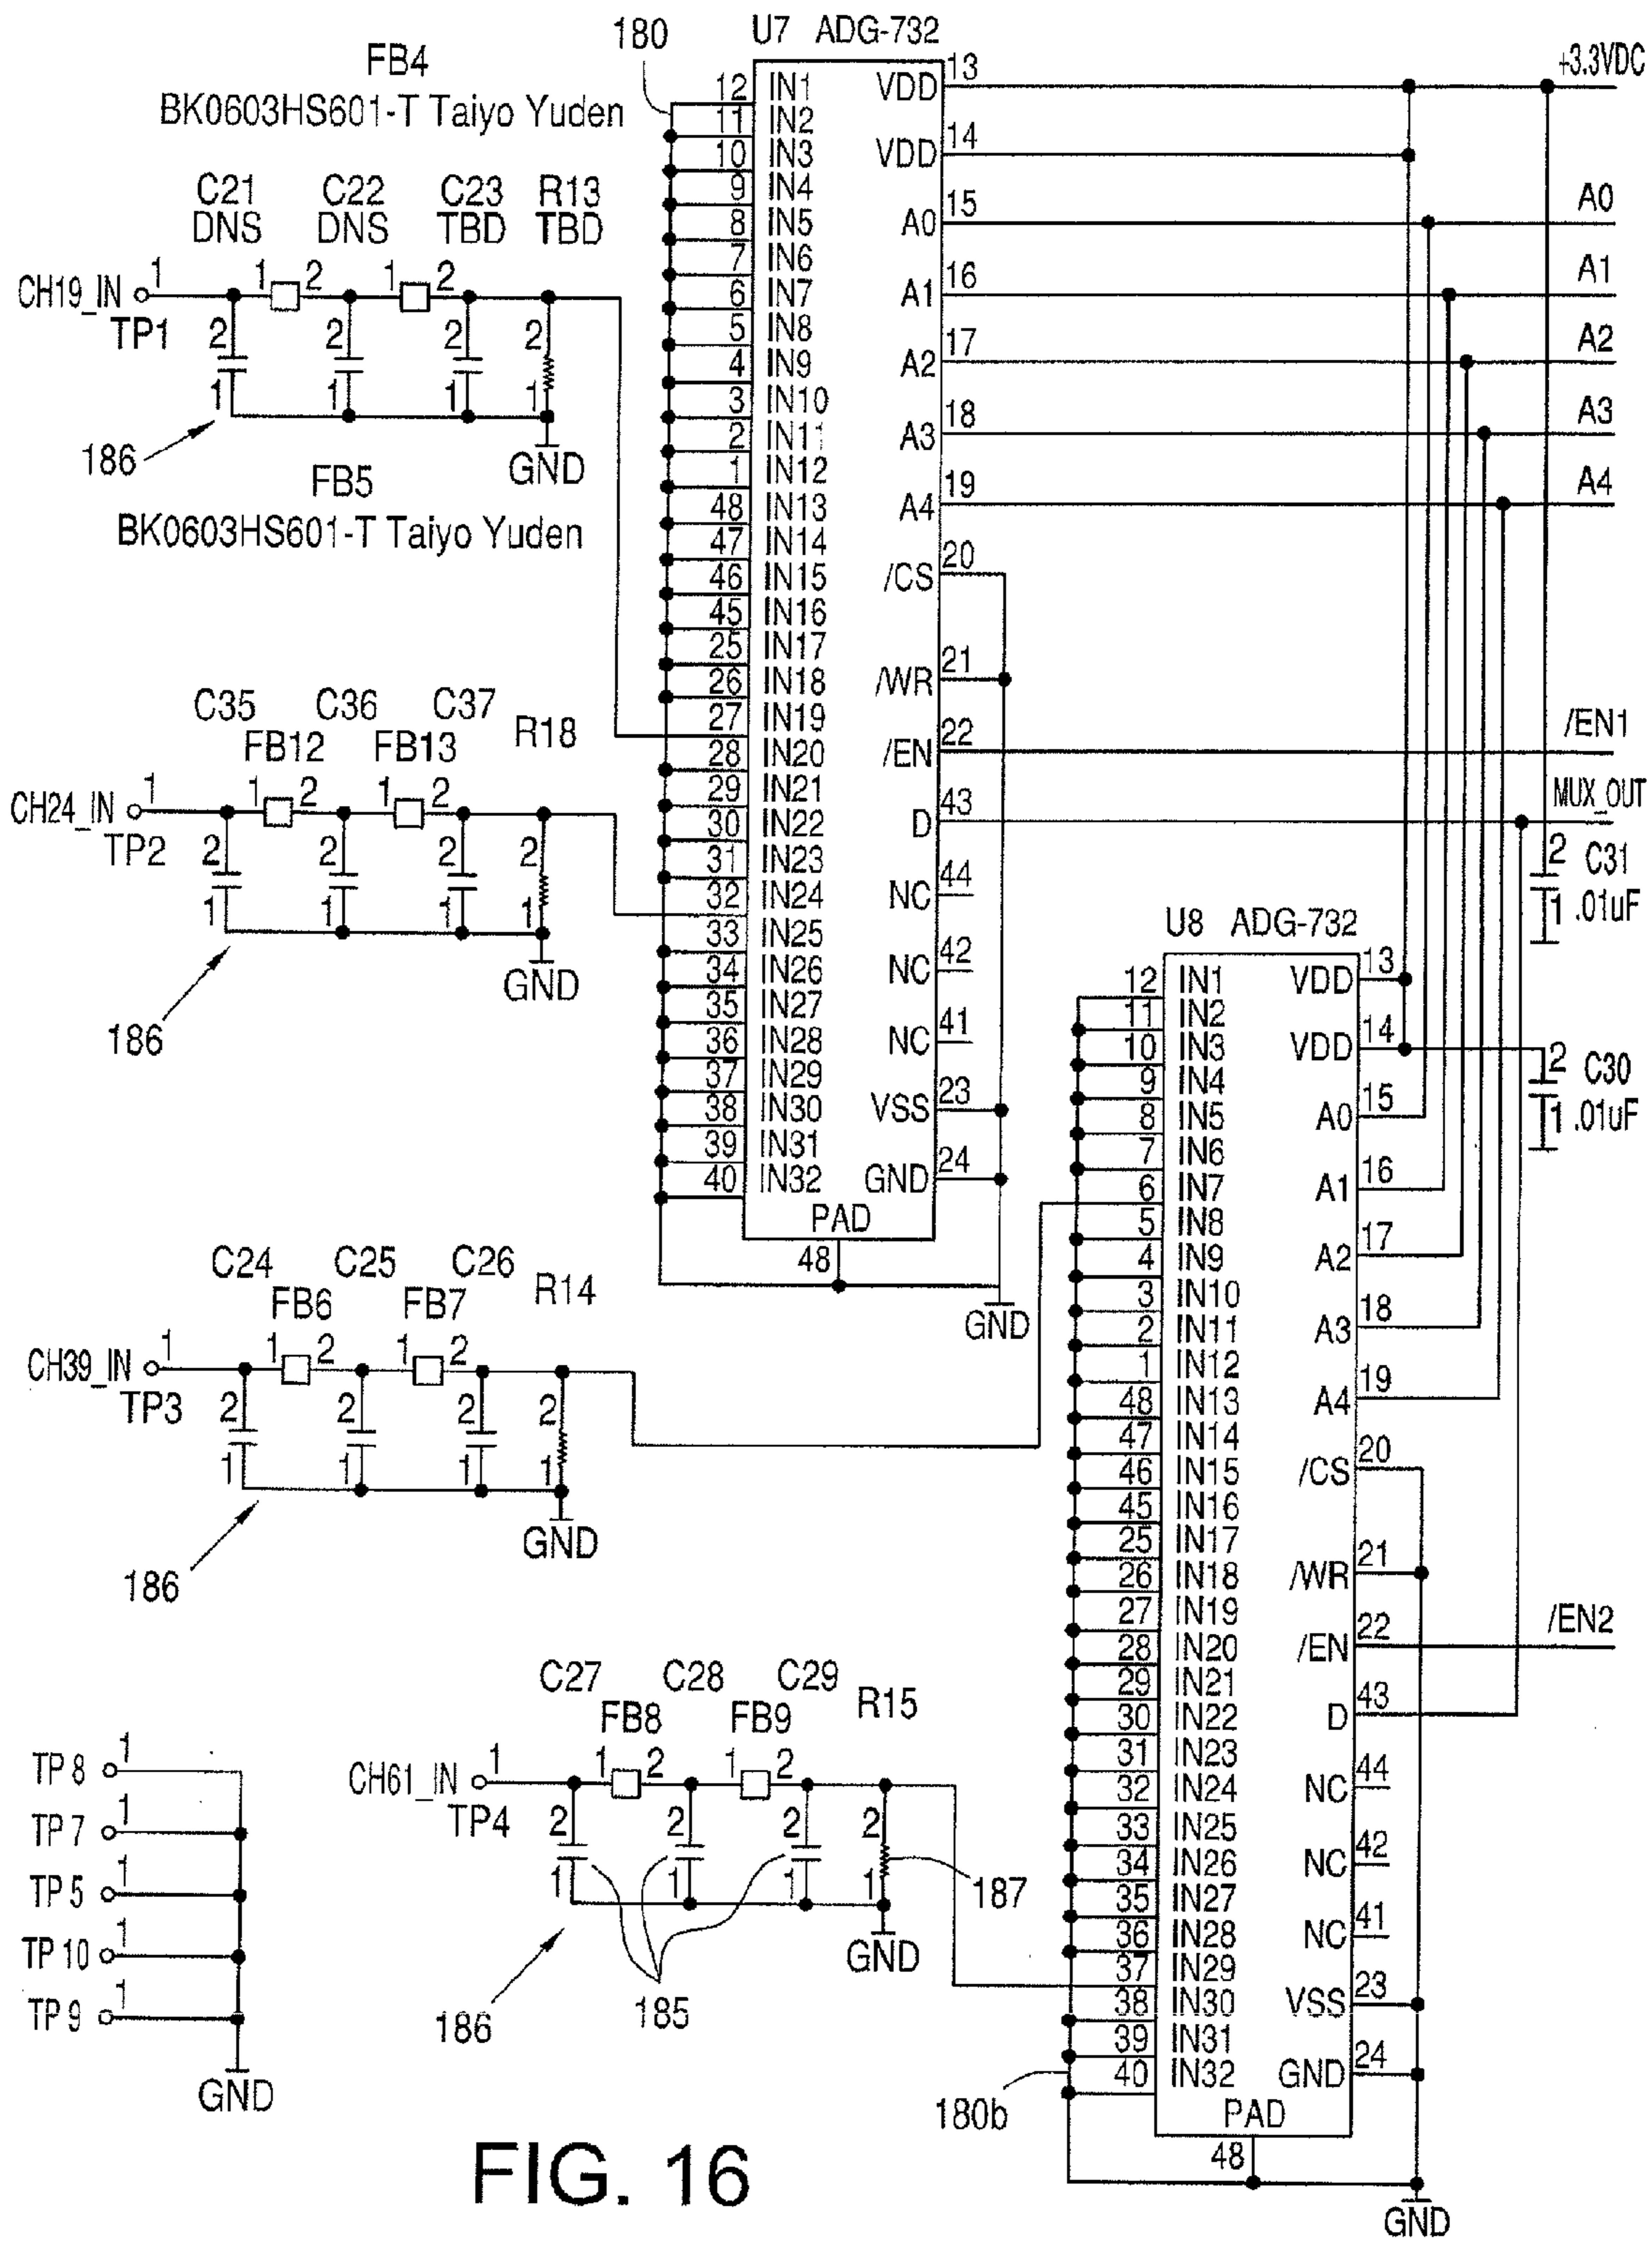 180
U7 ADG-732
FB4
BK0603HS601-T Taiyo Yuden
C21 C22 C23 R13
DNS DNS TBD TBD
CH19_IN 1 1 2 1 2
TP1 2 2 2 2
1 1 1 1
186
GND
FB5
BK0603HS601-T Taiyo Yuden
C35 C36 C37 R18
FB12 FB13
CH24_IN 1 1 2 1 2
TP2 2 2 2 2
1 1 1 1
186
GND
C24 C25 C26 R14
FB6 FB7
CH39_IN 1 1 2 1 2
TP3 2 2 2 2
1 1 1 1
186
GND
C27 C28 C29 R15
FB8 FB9
CH61_IN 1 1 2 1 2
TP4 2 2 2 2
1 1 1 1
186
185
187
GND
TP8 1
TP7 1
TP5 1
TP10 1
TP9 1
GND
12 IN1
11 IN2
10 IN3
9 IN4
8 IN5
7 IN6
6 IN7
5 IN8
4 IN9
3 IN10
2 IN11
1 IN12
48 IN13
47 IN14
46 IN15
45 IN16
25 IN17
26 IN18
27 IN19
28 IN20
29 IN21
30 IN22
31 IN23
32 IN24
33 IN25
34 IN26
35 IN27
36 IN28
37 IN29
38 IN30
39 IN31
40 IN32
VDD 13 +3.3VDC
VDD 14
A0 15 A0
A1 16 A1
A2 17 A2
A3 18 A3
A4 19 A4
/CS 20
/WR 21
/EN 22 /EN1
D 43 MUX_OUT
NC 44
NC 42
NC 41
VSS 23
GND 24
PAD
48
GND
2 C31
1 .01uF
2 C30
1 .01uF
U8 ADG-732
12 IN1
11 IN2
10 IN3
9 IN4
8 IN5
7 IN6
6 IN7
5 IN8
4 IN9
3 IN10
2 IN11
1 IN12
48 IN13
47 IN14
46 IN15
45 IN16
25 IN17
26 IN18
27 IN19
28 IN20
29 IN21
30 IN22
31 IN23
32 IN24
33 IN25
34 IN26
35 IN27
36 IN28
37 IN29
38 IN30
39 IN31
40 IN32
VDD 13
VDD 14
A0 15
A1 16
A2 17
A3 18
A4 19
/CS 20
/WR 21
/EN 22 /EN2
D 43
NC 44
NC 42
NC 41
VSS 23
GND 24
PAD
48
180b
GND
FIG. 16